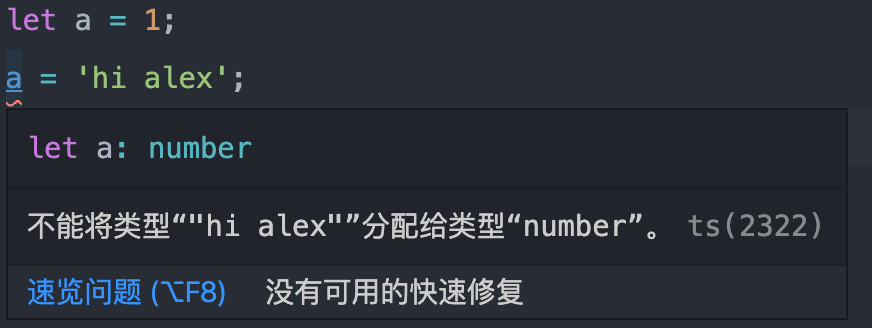 let a = 1;
a = 'hi alex';
let a: number
不能将类型“"hi alex"”分配给类型“number”。 ts(2322)
速览问题 (⌥F8) 没有可用的快速修复